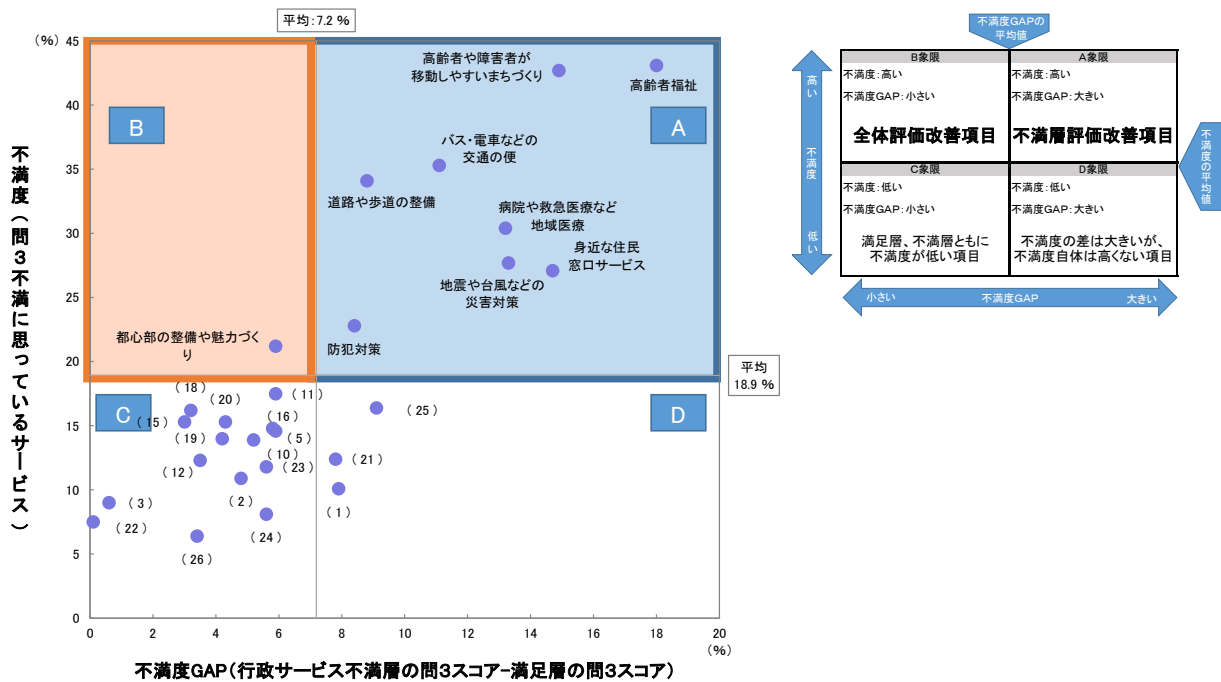 平均：7.2 %
（%）
45
40
35
30
25
20
15
10
5
0
0
2
4
6
8
10
12
14
16
18
20
（%）
不満度（問３不満に思っているサービス）
不満度GAP（行政サービス不満層の問3スコア−満足層の問3スコア）
平均
18.9 %
B
A
C
D
高齢者や障害者が
移動しやすいまちづくり
高齢者福祉
バス・電車などの
交通の便
道路や歩道の整備
病院や救急医療など
地域医療
身近な住民
窓口サービス
地震や台風などの
災害対策
都心部の整備や魅力づく
り
防犯対策
（18）
（20）
（11）
（25）
（15）
（16）
（19）
（5）
（10）
（21）
（12）
（23）
（2）
（3）
（1）
（22）
（24）
（26）
不満度GAPの
平均値
B象限
不満度：高い
不満度GAP：小さい
全体評価改善項目
A象限
不満度：高い
不満度GAP：大きい
不満層評価改善項目
C象限
不満度：低い
不満度GAP：小さい
満足層、不満層ともに
不満度が低い項目
D象限
不満度：低い
不満度GAP：大きい
不満度の差は大きいが、
不満度自体は高くない項目
高い
不満度
低い
不満度の平均値
小さい
不満度GAP
大きい